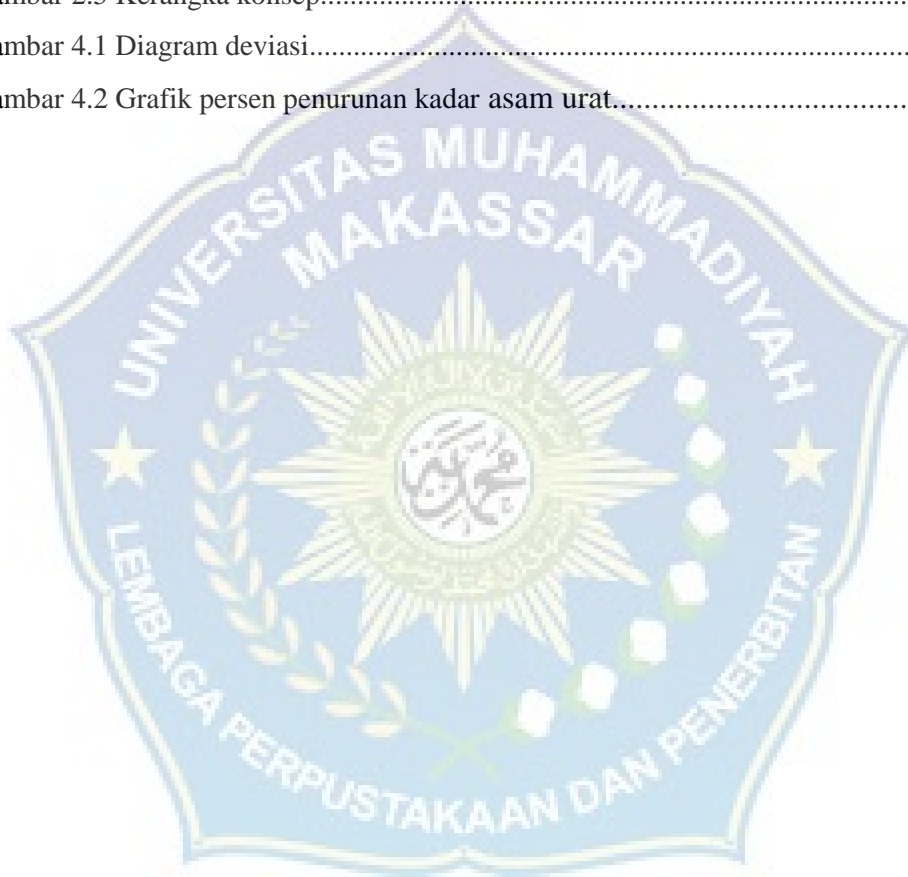 ambar 2.3 Kerangka konsep
ambar 4.1 Diagram deviasi
ambar 4.2 Grafik persen penurunan kadar asam urat
UNIVERSITAS MUHAMMADIYAH
MAKASSAR
محمد
LEMBAGA PERPUSTAKAAN DAN PENERBITAN